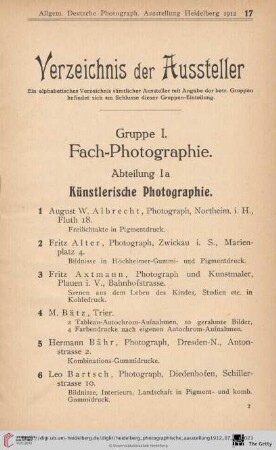 Allgem. Deutsche Photograph. Ausstellung Heidelberg 1912 17
Verzeichnis der Aussteller
Ein alphabetisches Verzeichnis sämtlicher Aussteller mit Angabe der betr. Gruppen
befindet sich am Schlusse dieser Gruppen-Einteilung.
Gruppe I.
Fach-Photographie.
Abteilung Ia
Künstlerische Photographie.
1 August W. Albrecht, Photograph, Northeim, i. H.,
Fluth 18.
Freilichtakte in Pigmentdruck.
2 Fritz Alter, Photograph, Zwickau i. S., Marien-
platz 4.
Bildnisse in Höchheimer-Gummi- und Pigmentdruck.
3 Fritz Axtmann, Photograph und Kunstmaler,
Plauen i. V., Bahnhofstrasse.
Szenen aus dem Leben des Kindes, Studien etc. in
Kohledruck.
4 M. Bätz, Trier.
2 Tableau-Autochrom-Aufnahmen, 10 gerahmte Bilder,
4 Farbendrucke nach eigenen Autochrom-Aufnahmen.
5 Hermann Bähr, Photograph, Dresden-N., Anton-
strasse 2.
Kombinations-Gummidrucke.
6 Leo Bartsch, Photograph, Diedenhofen, Schiller-
strasse 10.
Bildnisse, Interieurs, Landschaft in Pigment- und komb.
Gummidruck.
2